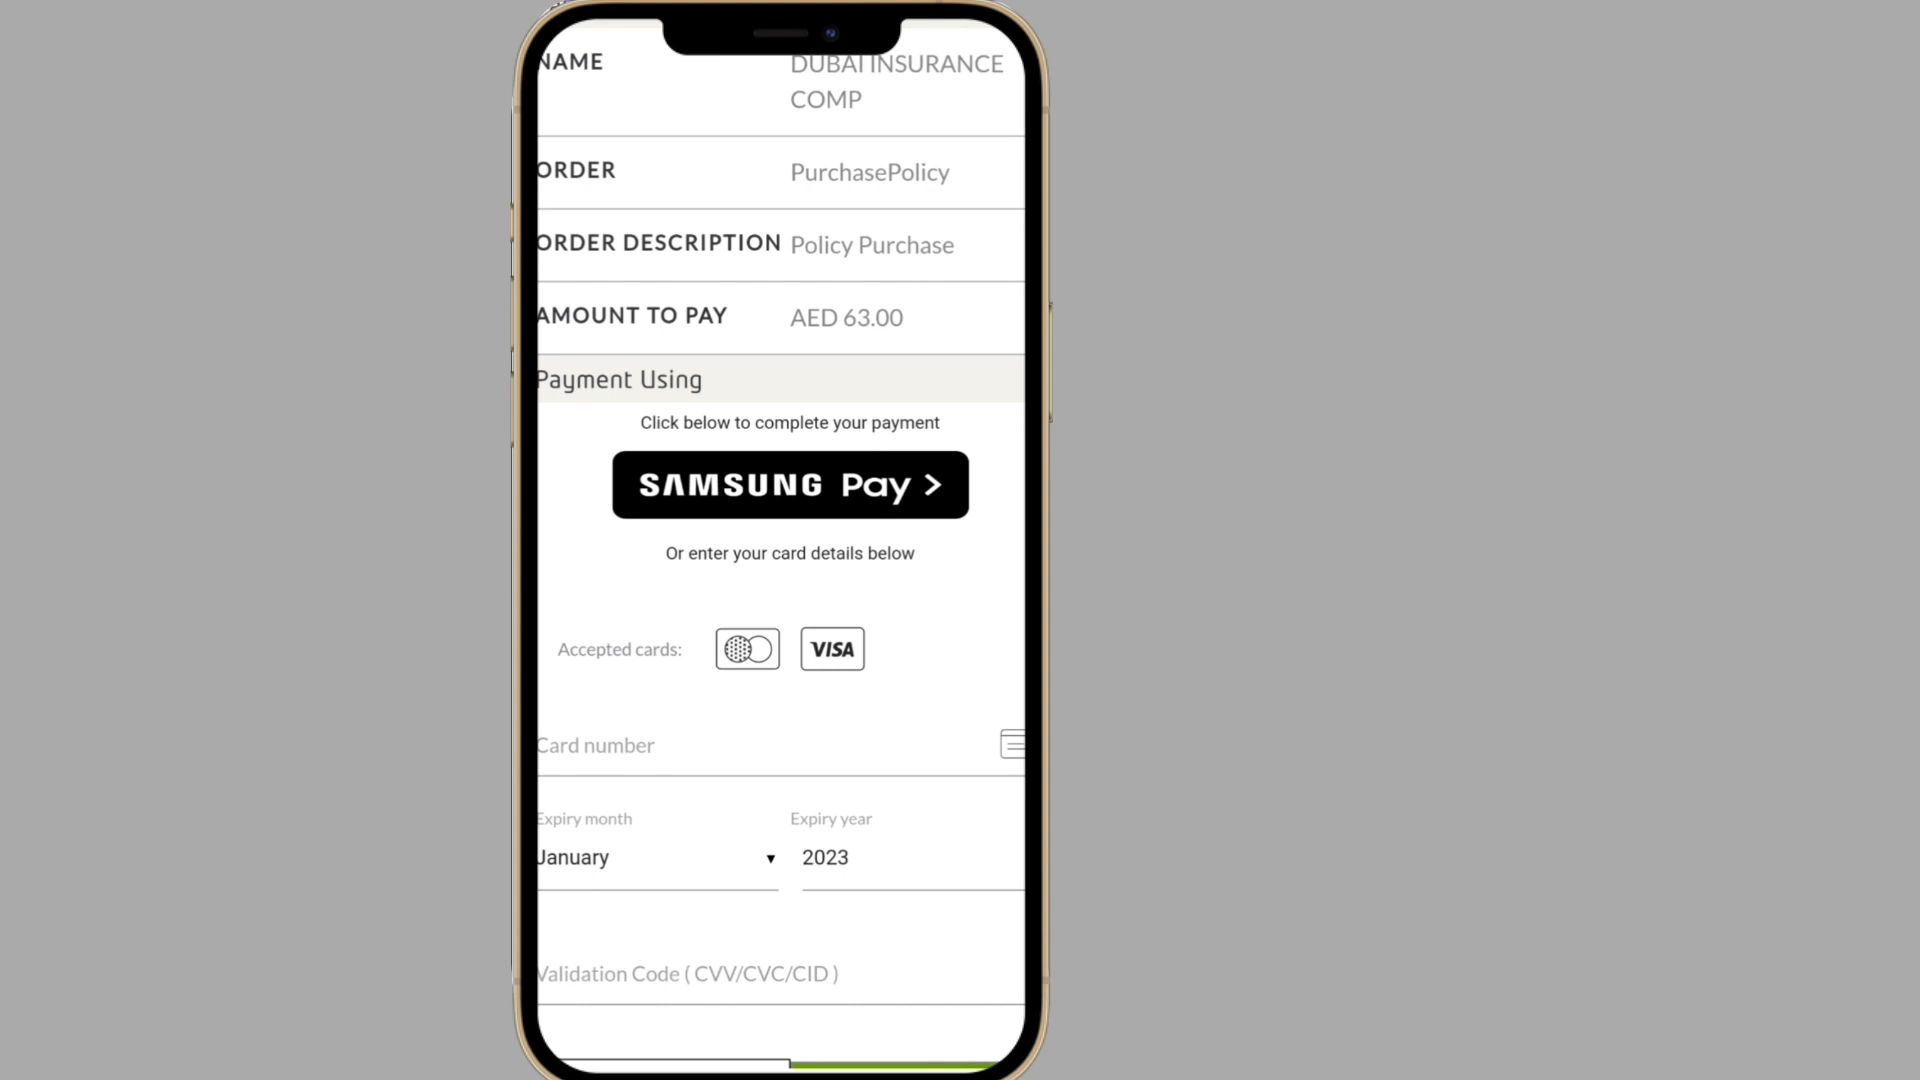 NAME DUBAI INSURANCE
COMP
ORDER PurchasePolicy
ORDER DESCRIPTION Policy Purchase
AMOUNT TO PAY AED 63.00
Payment Using
Click below to complete your payment
SAMSUNG Pay >
Or enter your card details below
Accepted cards: VISA
Card number
Expiry month Expiry year
January 2023
Validation Code ( CVV/CVC/CID )